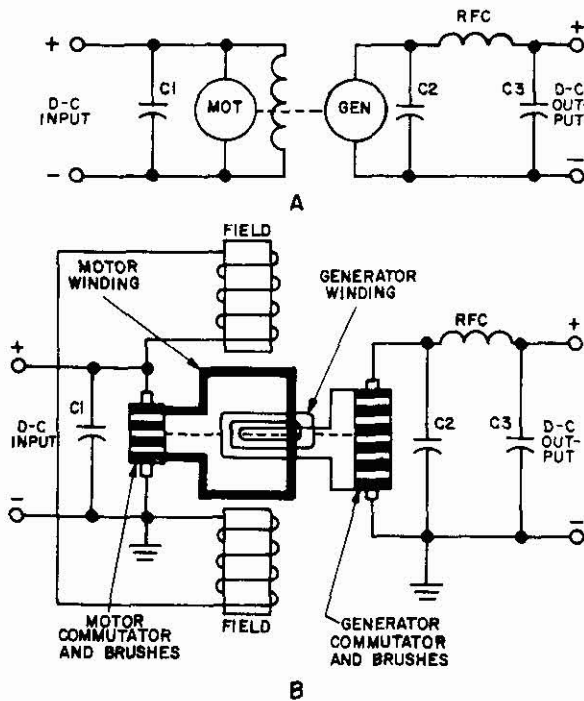 +
D-C
INPUT
−
C1
MOT
GEN
C2
RFC
C3
+
D-C
OUT-
PUT
−
A
FIELD
MOTOR
WINDING
GENERATOR
WINDING
+
D-C
INPUT
−
C1
RFC
C2
C3
+
D-C
OUT-
PUT
−
MOTOR
COMMUTATOR
AND BRUSHES
FIELD
GENERATOR
COMMUTATOR
AND BRUSHES
B